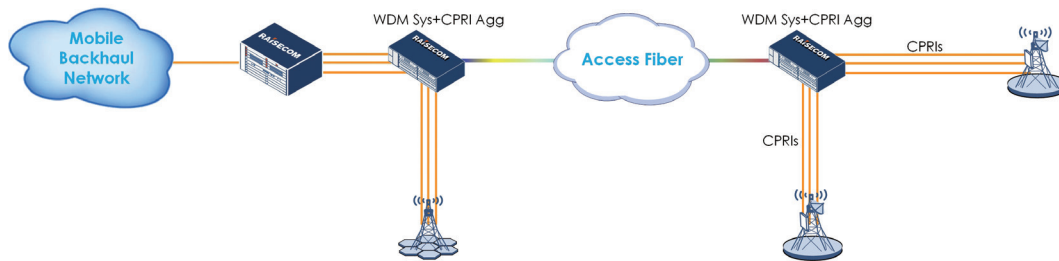 WDM Sys+CPRI Agg
WDM Sys+CPRI Agg
Mobile
Backhaul
Network
RAISECOM
RAISECOM
Access Fiber
RAISECOM
CPRIs
CPRIs